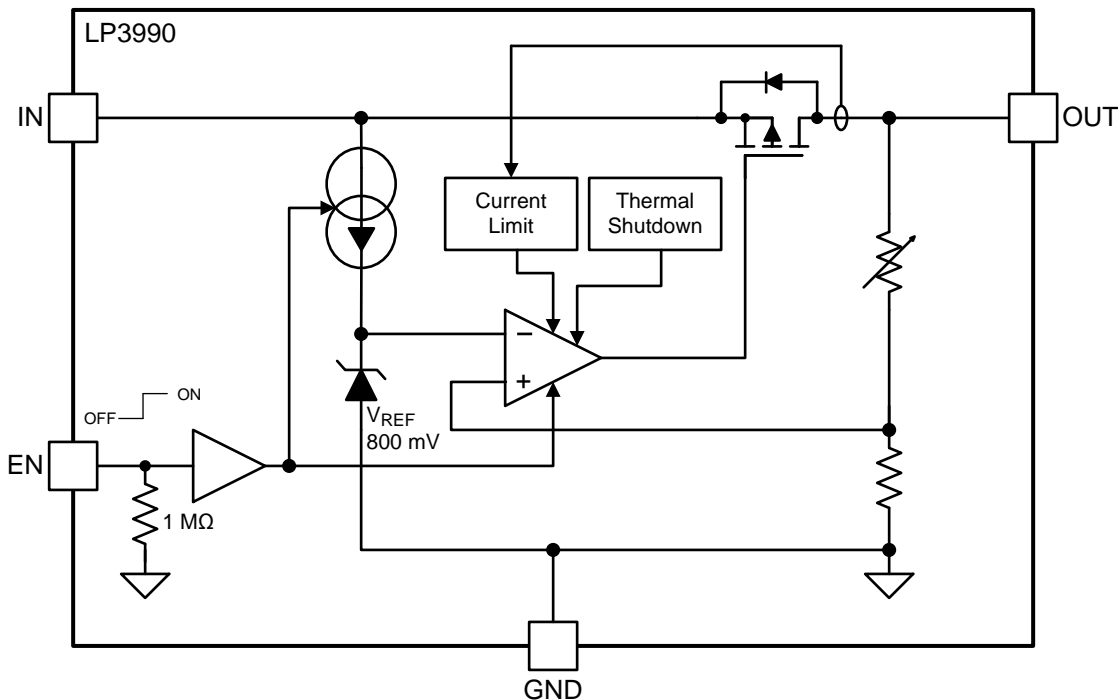 LP3990
IN
OUT
Current
Limit
Thermal
Shutdown
−
+
OFF
ON
VREF
800 mV
EN
1 MΩ
GND